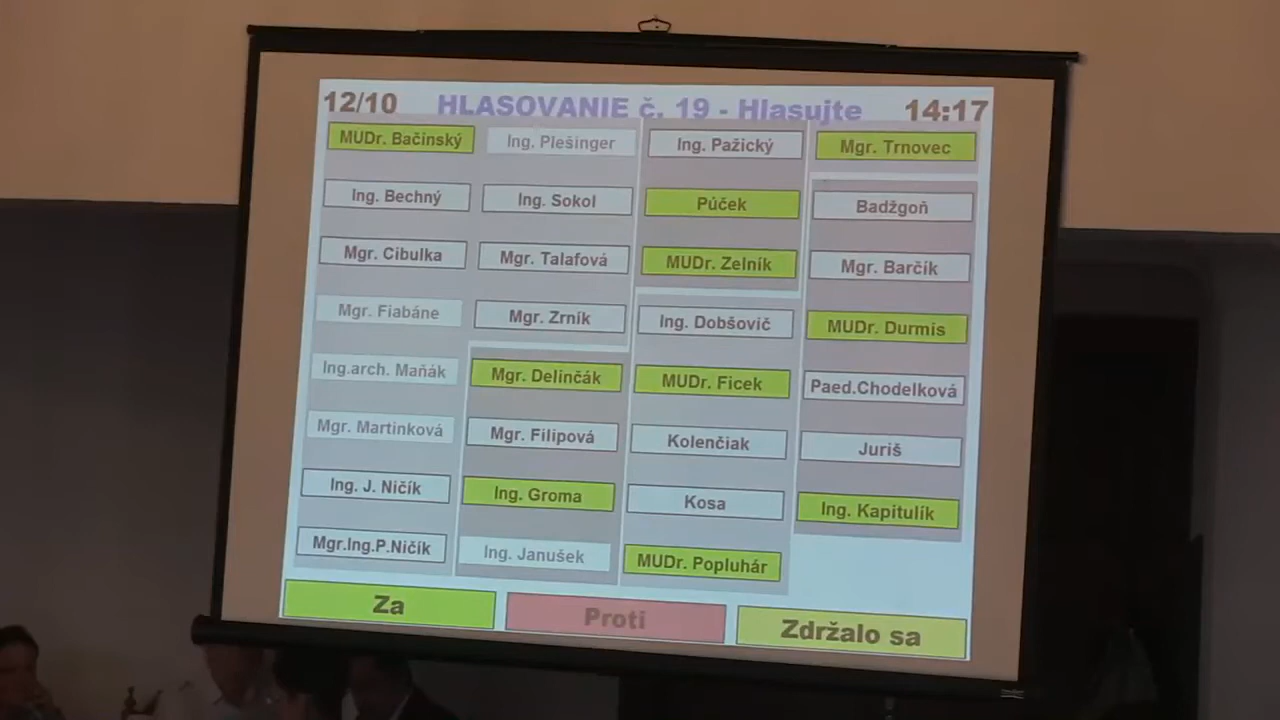 12/10 HLASOVANIE č. 19 - Hlasujte 14:17
MUDr. Bačinský Ing. Plešinger Ing. Pažický Mgr. Trnovec
Ing. Bechný Ing. Sokol Púček Badžgoň
Mgr. Cibulka Mgr. Talafová MUDr. Zelník Mgr. Barčík
Mgr. Fiabáne Mgr. Zrník Ing. Dobšovič MUDr. Durmis
Ing.arch. Maňák Mgr. Delinčák MUDr. Ficek Paed.Chodelková
Mgr. Martinková Mgr. Filipová Kolenčiak Juriš
Ing. J. Ničík Ing. Groma Kosa Ing. Kapitulík
Mgr.Ing.P.Ničík Ing. Janušek MUDr. Popluhár
Za Proti Zdržalo sa